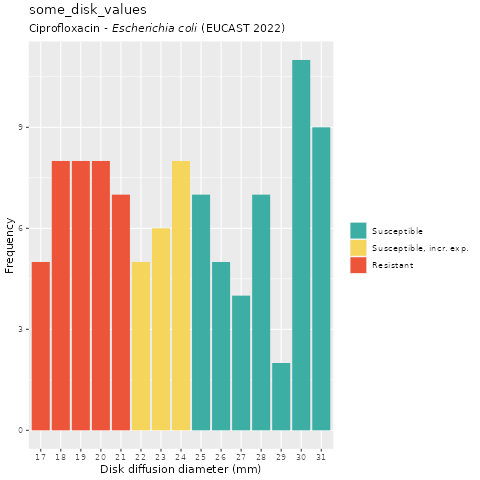 some_disk_values
Ciprofloxacin - Escherichia coli (EUCAST 2022)
9
6
3
0
Frequency
17 18 19 20 21 22 23 24 25 26 27 28 29 30 31
Disk diffusion diameter (mm)
Susceptible
Susceptible, incr. exp.
Resistant